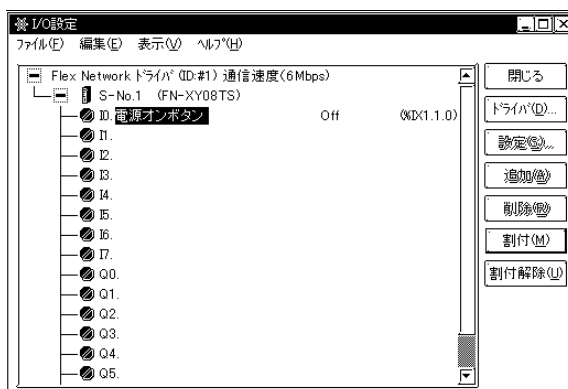 I/O設定
ファイル(F) 編集(E) 表示(V) ヘルプ(H)
Flex Network ドライバ (ID:#1) 通信速度(6Mbps)
S-No.1 (FN-XY08TS)
I0. 電源オンボタン Off (%IX1.1.0)
I1.
I2.
I3.
I4.
I5.
I6.
I7.
Q0.
Q1.
Q2.
Q3.
Q4.
Q5.
閉じる
ドライバ(D)...
設定(S)...
追加(A)
削除(R)
割付(M)
割付解除(U)